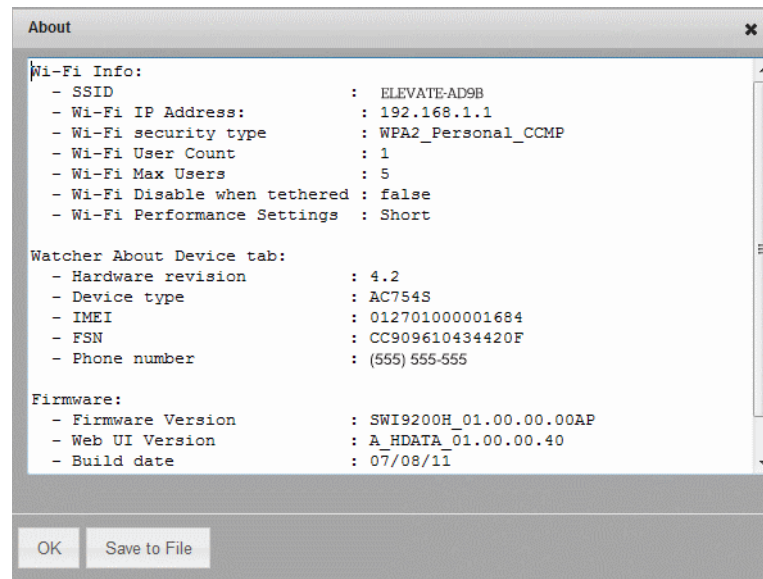 About
Wi-Fi Info:
- SSID : ELEVATE-AD9B
- Wi-Fi IP Address: : 192.168.1.1
- Wi-Fi security type : WPA2_Personal_CCMP
- Wi-Fi User Count : 1
- Wi-Fi Max Users : 5
- Wi-Fi Disable when tethered : false
- Wi-Fi Performance Settings : Short
Watcher About Device tab:
- Hardware revision : 4.2
- Device type : AC754S
- IMEI : 012701000001684
- FSN : CC909610434420F
- Phone number : (555) 555-555
Firmware:
- Firmware Version : SWI9200H_01.00.00.00AP
- Web UI Version : A_HDATA_01.00.00.40
- Build date : 07/08/11
OK Save to File